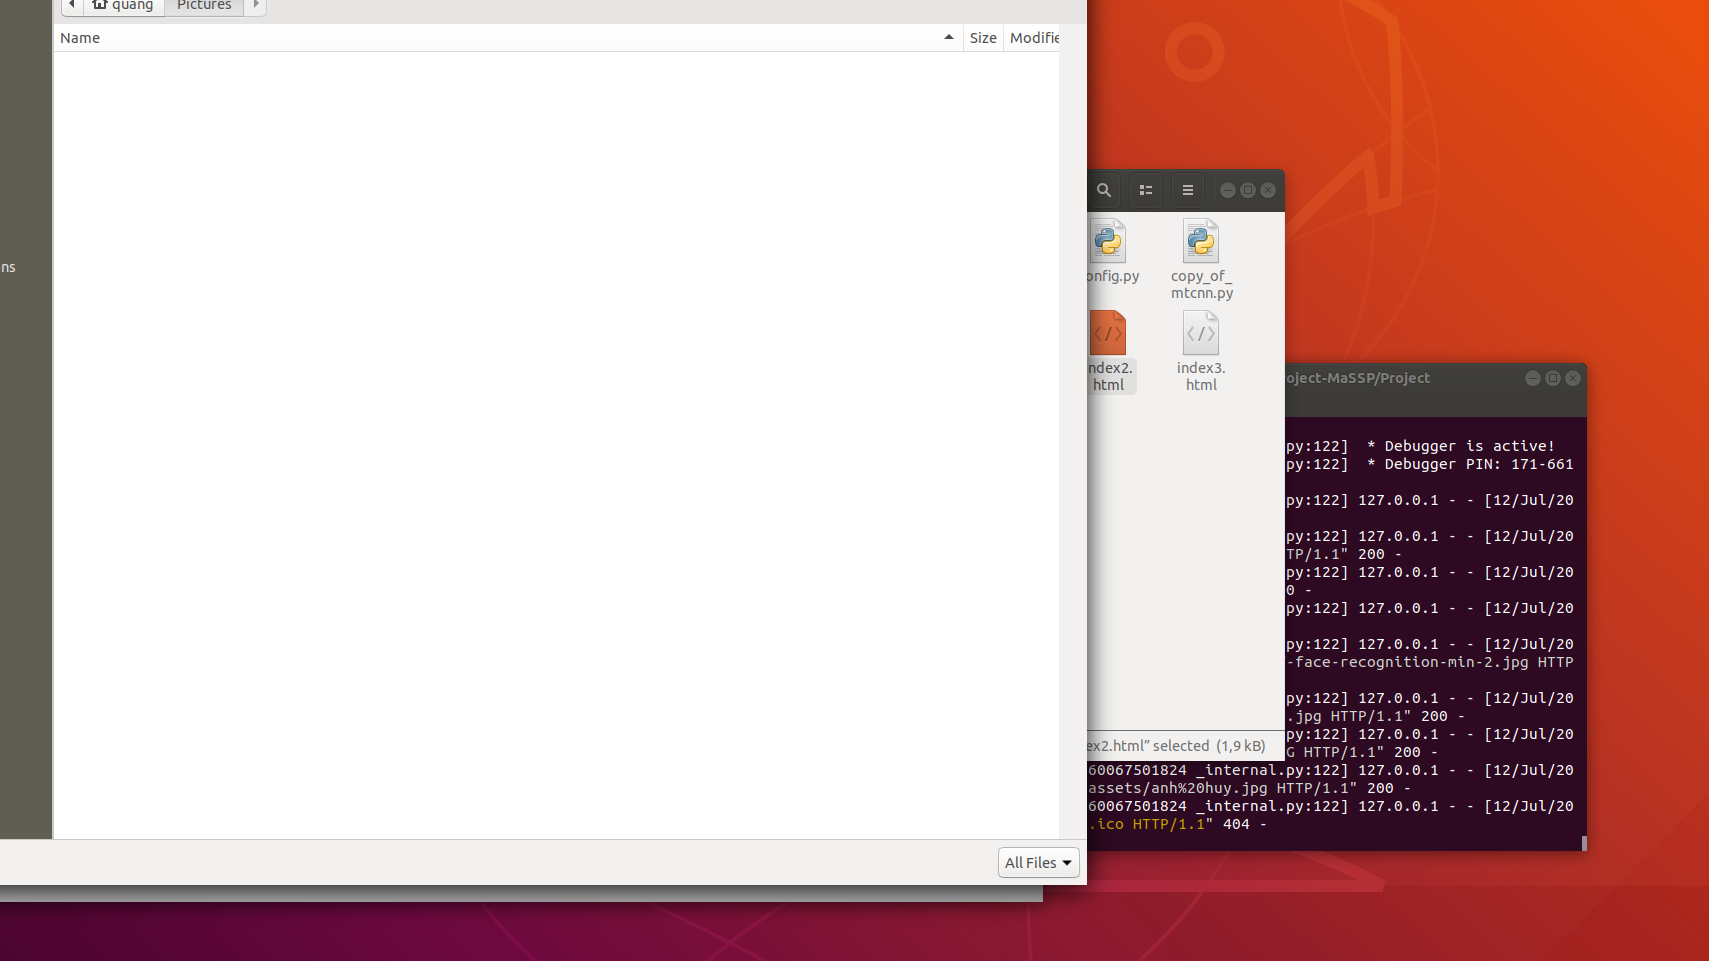 quang Pictures
Name Size Modifie
ns
onfig.py copy_of_
mtcnn.py
ndex2.
html
index3.
html
ex2.html” selected (1,9 kB)
All Files
oject-MaSSP/Project
py:122]  * Debugger is active!
py:122]  * Debugger PIN: 171-661
py:122] 127.0.0.1 - - [12/Jul/20
py:122] 127.0.0.1 - - [12/Jul/20
TP/1.1" 200 -
py:122] 127.0.0.1 - - [12/Jul/20
0 -
py:122] 127.0.0.1 - - [12/Jul/20
py:122] 127.0.0.1 - - [12/Jul/20
-face-recognition-min-2.jpg HTTP
py:122] 127.0.0.1 - - [12/Jul/20
.jpg HTTP/1.1" 200 -
py:122] 127.0.0.1 - - [12/Jul/20
G HTTP/1.1" 200 -
60067501824 _internal.py:122] 127.0.0.1 - - [12/Jul/20
assets/anh%20huy.jpg HTTP/1.1" 200 -
60067501824 _internal.py:122] 127.0.0.1 - - [12/Jul/20
.ico HTTP/1.1" 404 -